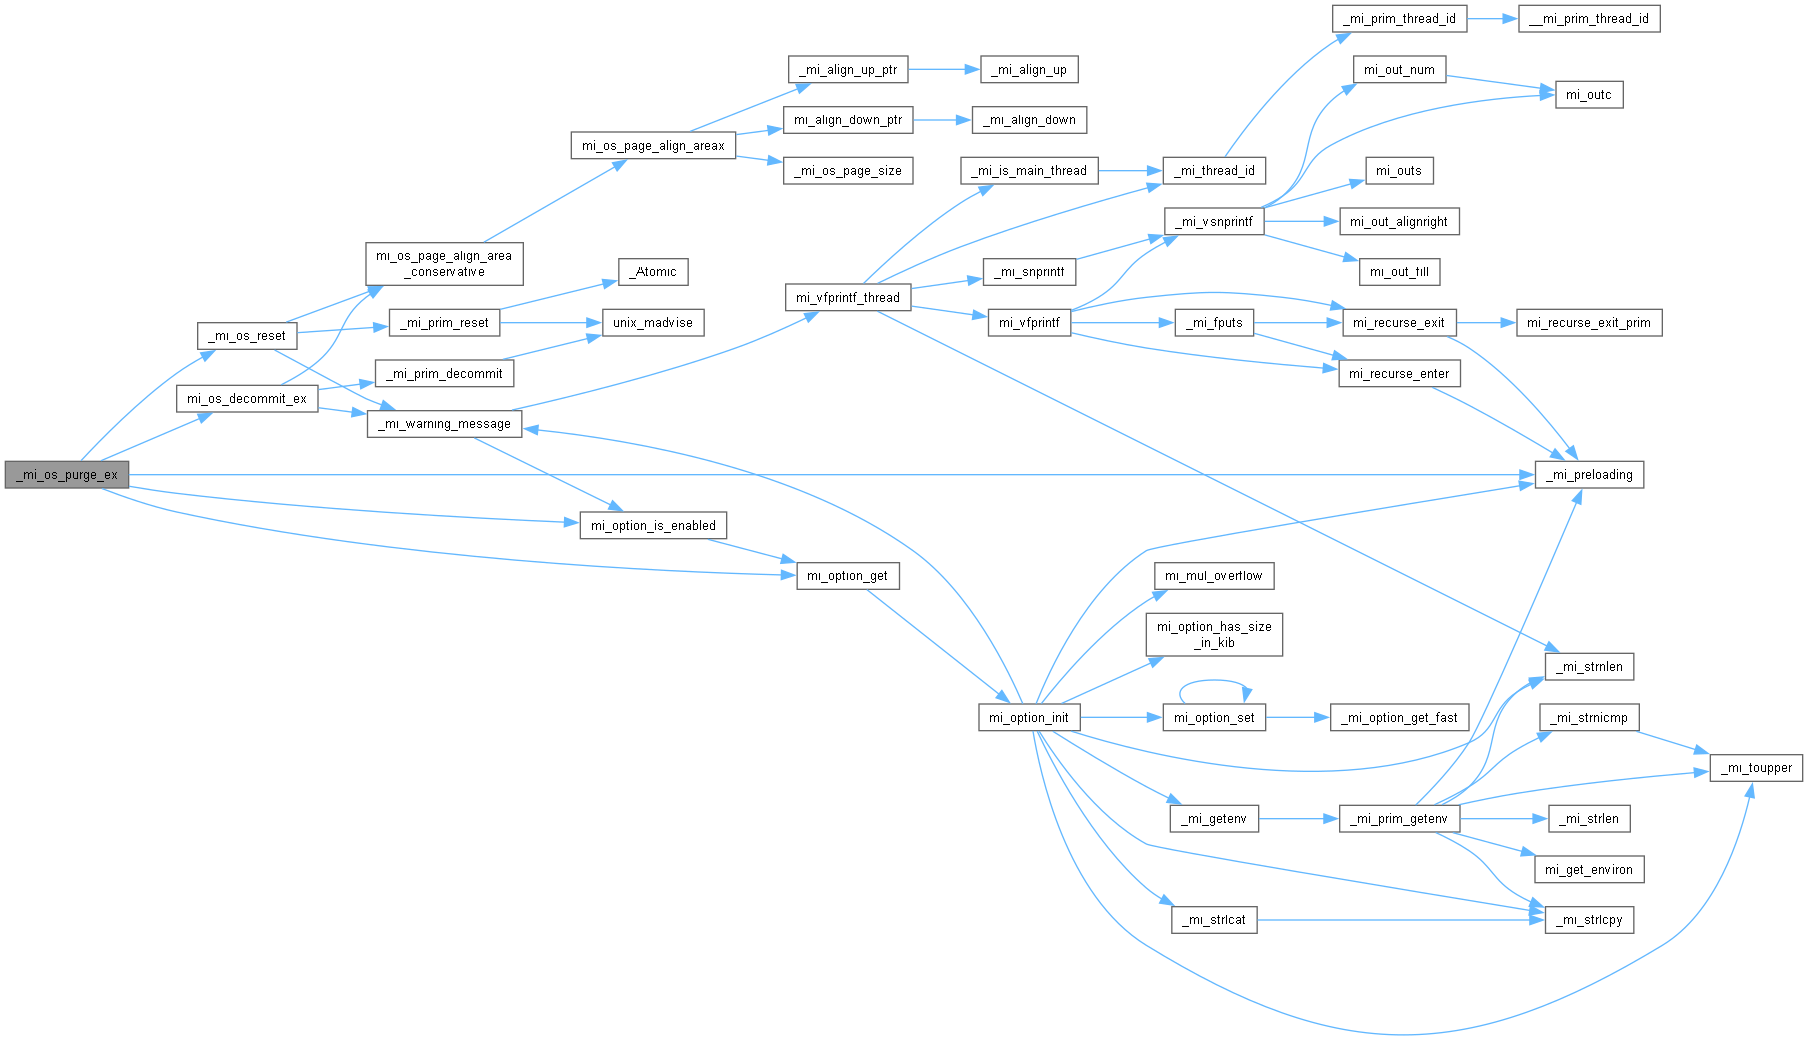 _mi_prim_thread_id
__mi_prim_thread_id
_mi_align_up_ptr
_mi_align_up
mi_out_num
mi_outc
mi_align_down_ptr
_mi_align_down
mi_os_page_align_areax
_mi_os_page_size
_mi_is_main_thread
_mi_thread_id
mi_outs
_mi_vsnprintf
mi_out_alignright
mi_os_page_align_area
_conservative
_Atomic
_mi_snprintf
mi_out_fill
mi_vfprintf_thread
_mi_os_reset
_mi_prim_reset
unix_madvise
mi_vfprintf
_mi_fputs
mi_recurse_exit
mi_recurse_exit_prim
_mi_prim_decommit
mi_recurse_enter
mi_os_decommit_ex
_mi_warning_message
_mi_os_purge_ex
_mi_preloading
mi_option_is_enabled
mi_option_get
mi_mul_overflow
mi_option_has_size
_in_kib
_mi_strnlen
mi_option_init
mi_option_set
_mi_option_get_fast
_mi_strnicmp
_mi_toupper
_mi_getenv
_mi_prim_getenv
_mi_strlen
mi_get_environ
_mi_strlcat
_mi_strlcpy